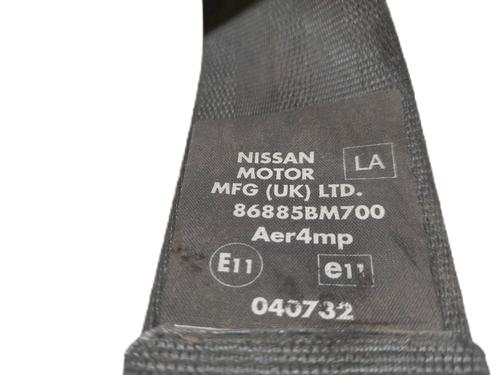 NISSAN
MOTOR
LA
MFG (UK) LTD.
86885BM700
Aer4mp
E11
e11
040732